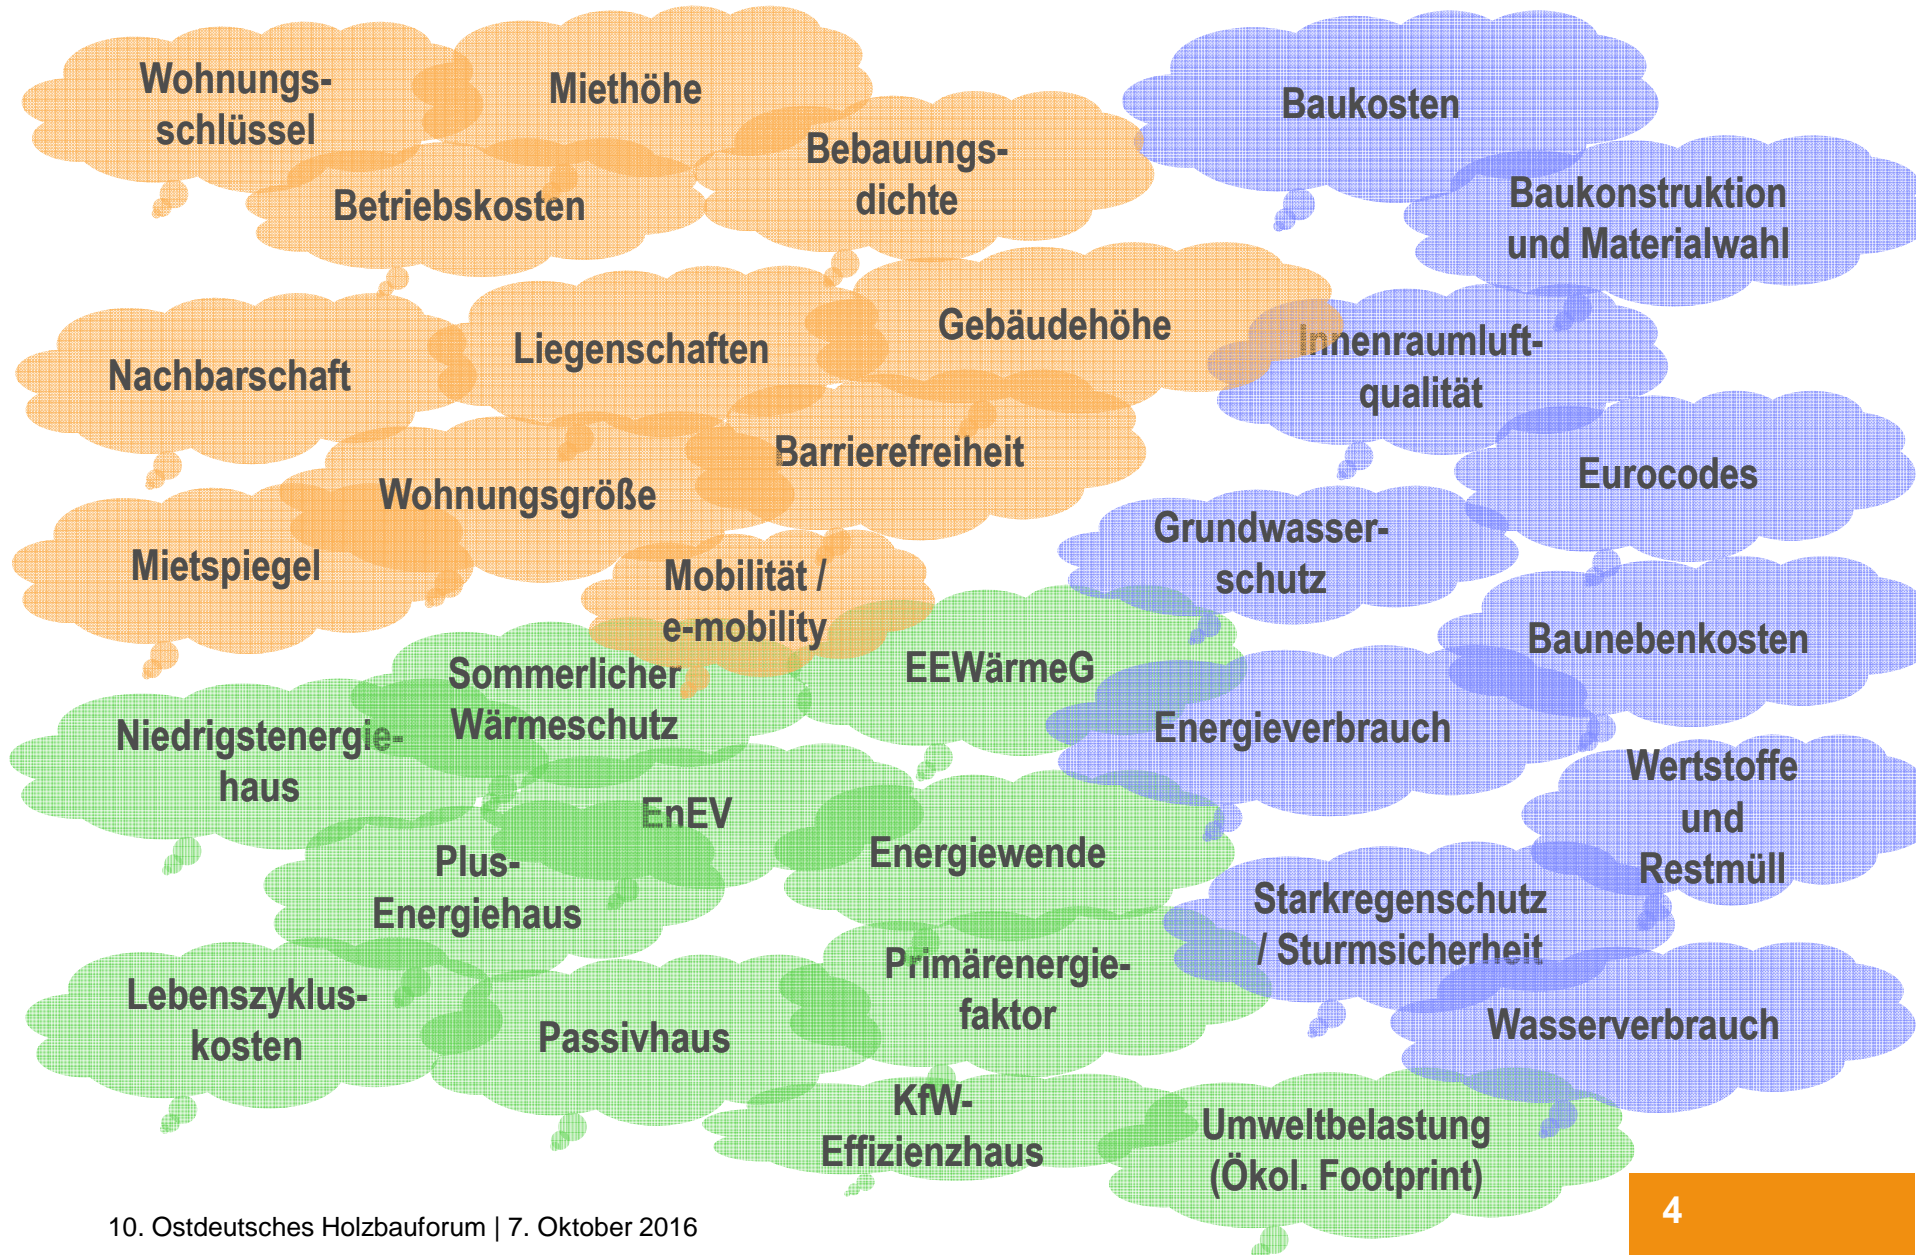 Wohnungs-
schlüssel
Miethöhe
Betriebskosten
Bebauungs-
dichte
Baukosten
Baukonstruktion
und Materialwahl
Nachbarschaft
Liegenschaften
Gebäudehöhe
Innenraumluft-
qualität
Barrierefreiheit
Wohnungsgröße
Mietspiegel
Mobilität /
e-mobility
Eurocodes
Grundwasser-
schutz
Baunebenkosten
Sommerlicher
Wärmeschutz
EEWärmeG
Energieverbrauch
Niedrigstenergie-
haus
EnEV
Wertstoffe
und
Restmüll
Plus-
Energiehaus
Energiewende
Starkregenschutz
/ Sturmsicherheit
Lebenszyklus-
kosten
Passivhaus
Primärenergie-
faktor
Wasserverbrauch
KfW-
Effizienzhaus
Umweltbelastung
(Ökol. Footprint)
10. Ostdeutsches Holzbauforum | 7. Oktober 2016
4